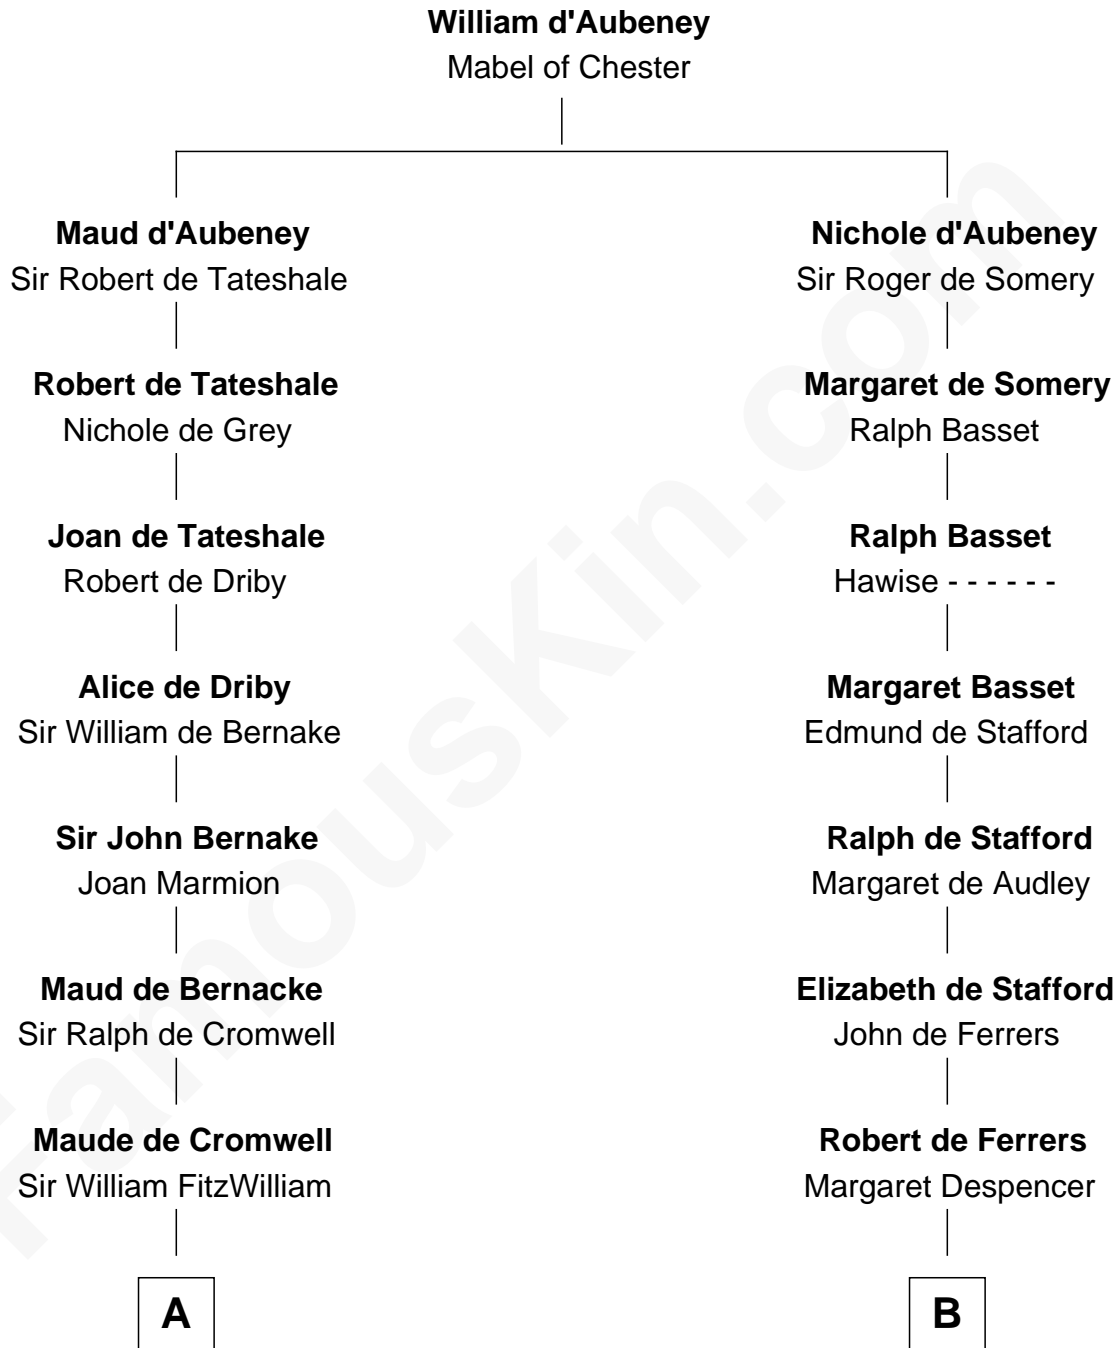 William d'Aubeney
Mabel of Chester
Maud d'Aubeney
Sir Robert de Tateshale
Robert de Tateshale
Nichole de Grey
Joan de Tateshale
Robert de Driby
Alice de Driby
Sir William de Bernake
Sir John Bernake
Joan Marmion
Maud de Bernacke
Sir Ralph de Cromwell
Maude de Cromwell
Sir William FitzWilliam
A
Nichole d'Aubeney
Sir Roger de Somery
Margaret de Somery
Ralph Basset
Ralph Basset
Hawise - - - - - -
Margaret Basset
Edmund de Stafford
Ralph de Stafford
Margaret de Audley
Elizabeth de Stafford
John de Ferrers
Robert de Ferrers
Margaret Despencer
B
FamousKin.com